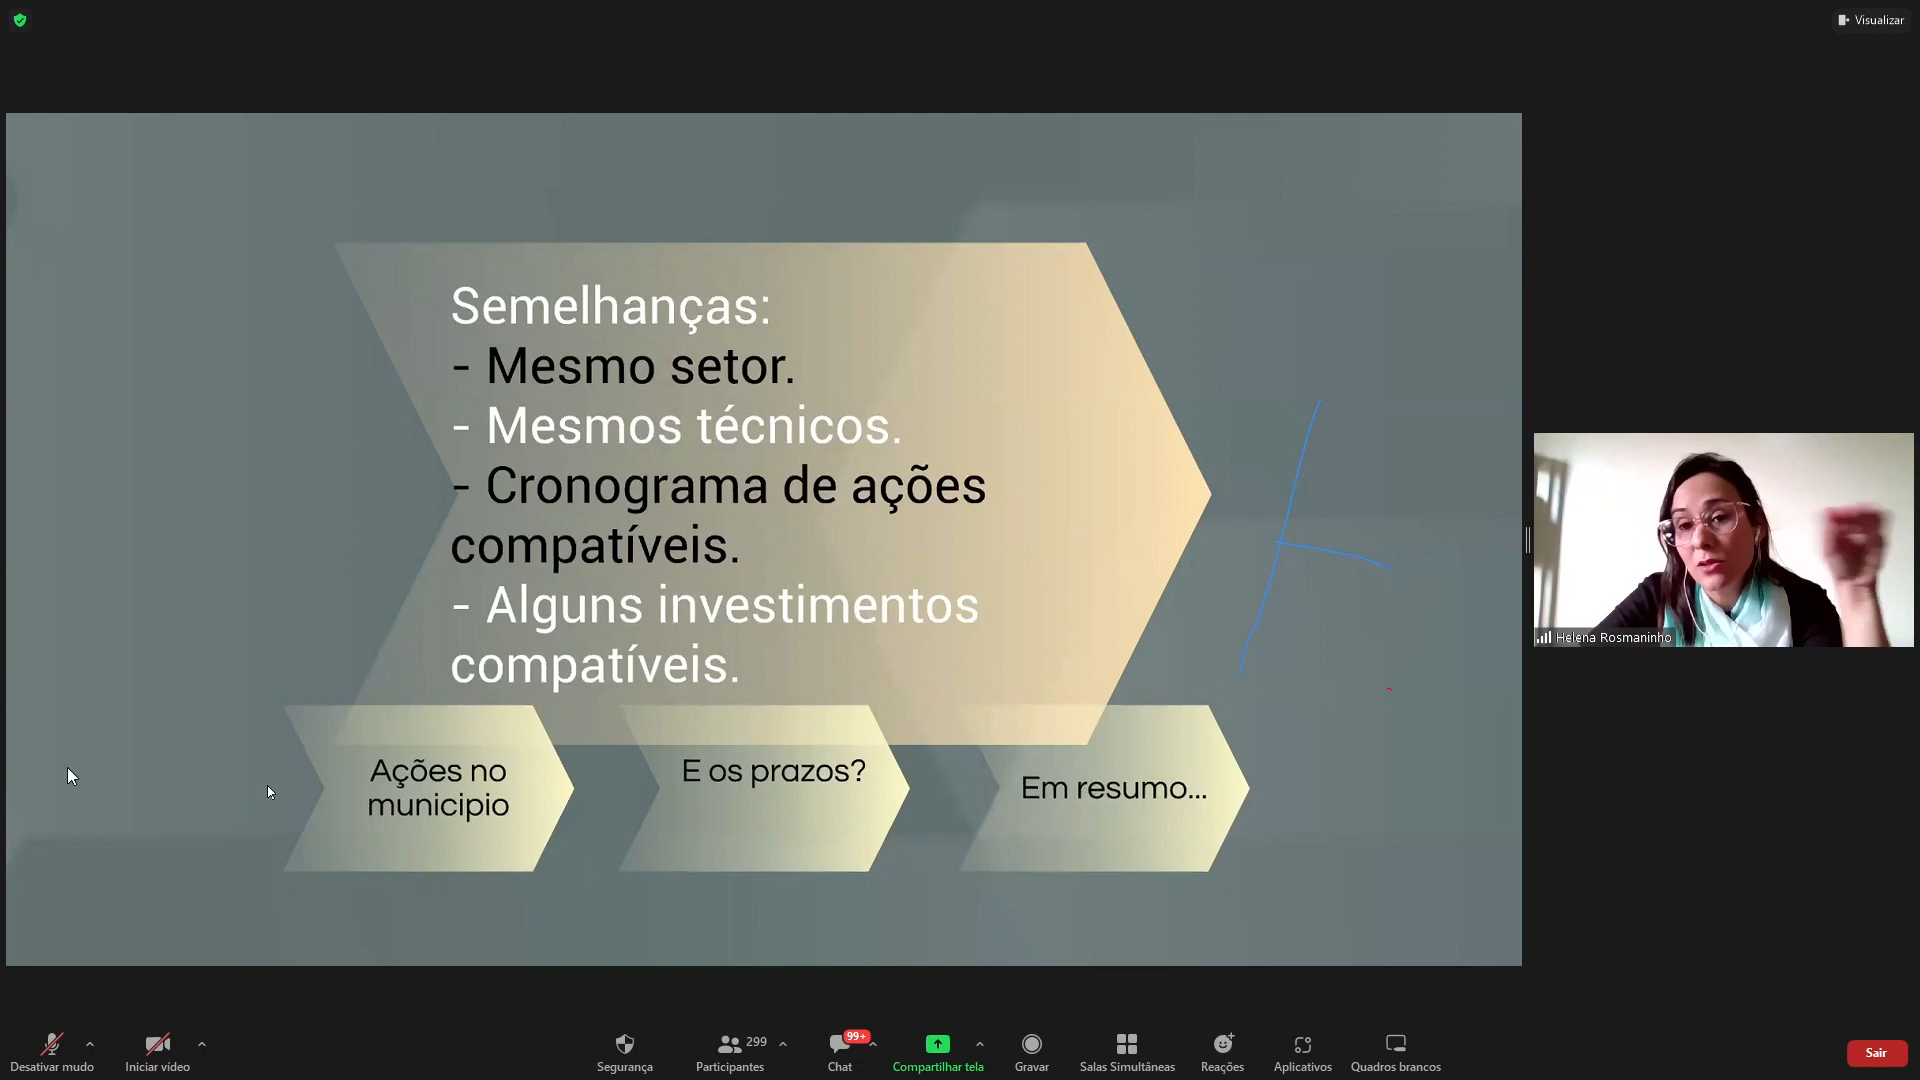 Visualizar
Semelhanças:
- Mesmo setor.
- Mesmos técnicos.
- Cronograma de ações
compatíveis.
- Alguns investimentos
compatíveis.
Ações no
municipio
E os prazos?
Em resumo...
Helena Rosmaninho
Desativar mudo
Iniciar vídeo
Segurança
299
Participantes
99+
Chat
Compartilhar tela
Gravar
Salas Simultâneas
Reações
Aplicativos
Quadros brancos
Sair